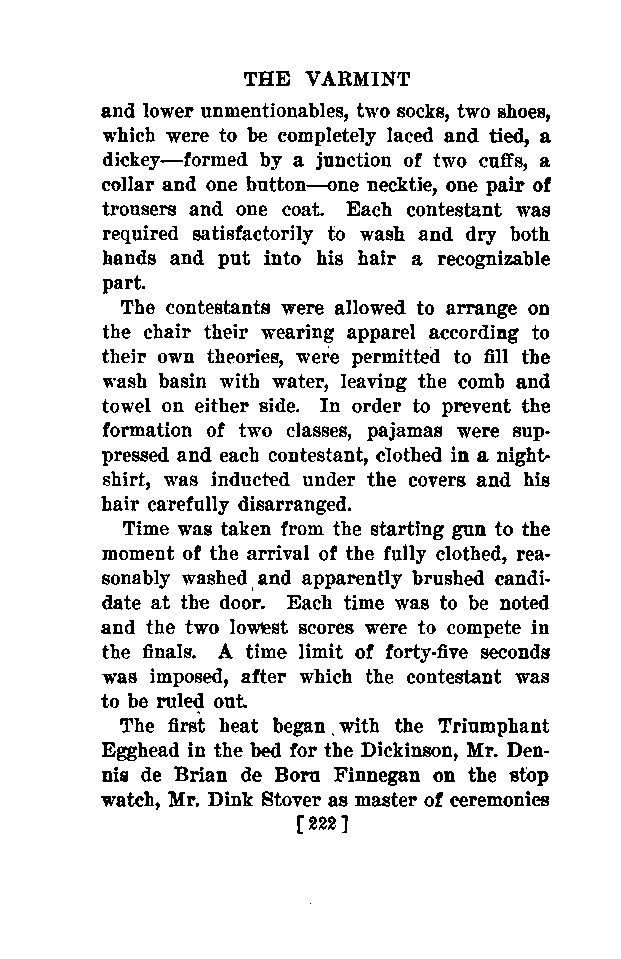 THE VARMINT
and lower unmentionables, two socks, two shoes,
which were to be completely laced and tied, a
dickey—formed by a junction of two cuffs, a
collar and one button—one necktie, one pair of
trousers and one coat. Each contestant was
required satisfactorily to wash and dry both
hands and put into his hair a recognizable
part.
The contestants were allowed to arrange on
the chair their wearing apparel according to
their own theories, were permitted to fill the
wash basin with water, leaving the comb and
towel on either side. In order to prevent the
formation of two classes, pajamas were sup-
pressed and each contestant, clothed in a night-
shirt, was inducted under the covers and his
hair carefully disarranged.
Time was taken from the starting gun to the
moment of the arrival of the fully clothed, rea-
sonably washed and apparently brushed candi-
date at the door. Each time was to be noted
and the two lowest scores were to compete in
the finals. A time limit of forty-five seconds
was imposed, after which the contestant was
to be ruled out.
The first heat began with the Triumphant
Egghead in the bed for the Dickinson, Mr. Den-
nis de Brian de Boru Finnegan on the stop
watch, Mr. Dink Stover as master of ceremonies
[222]